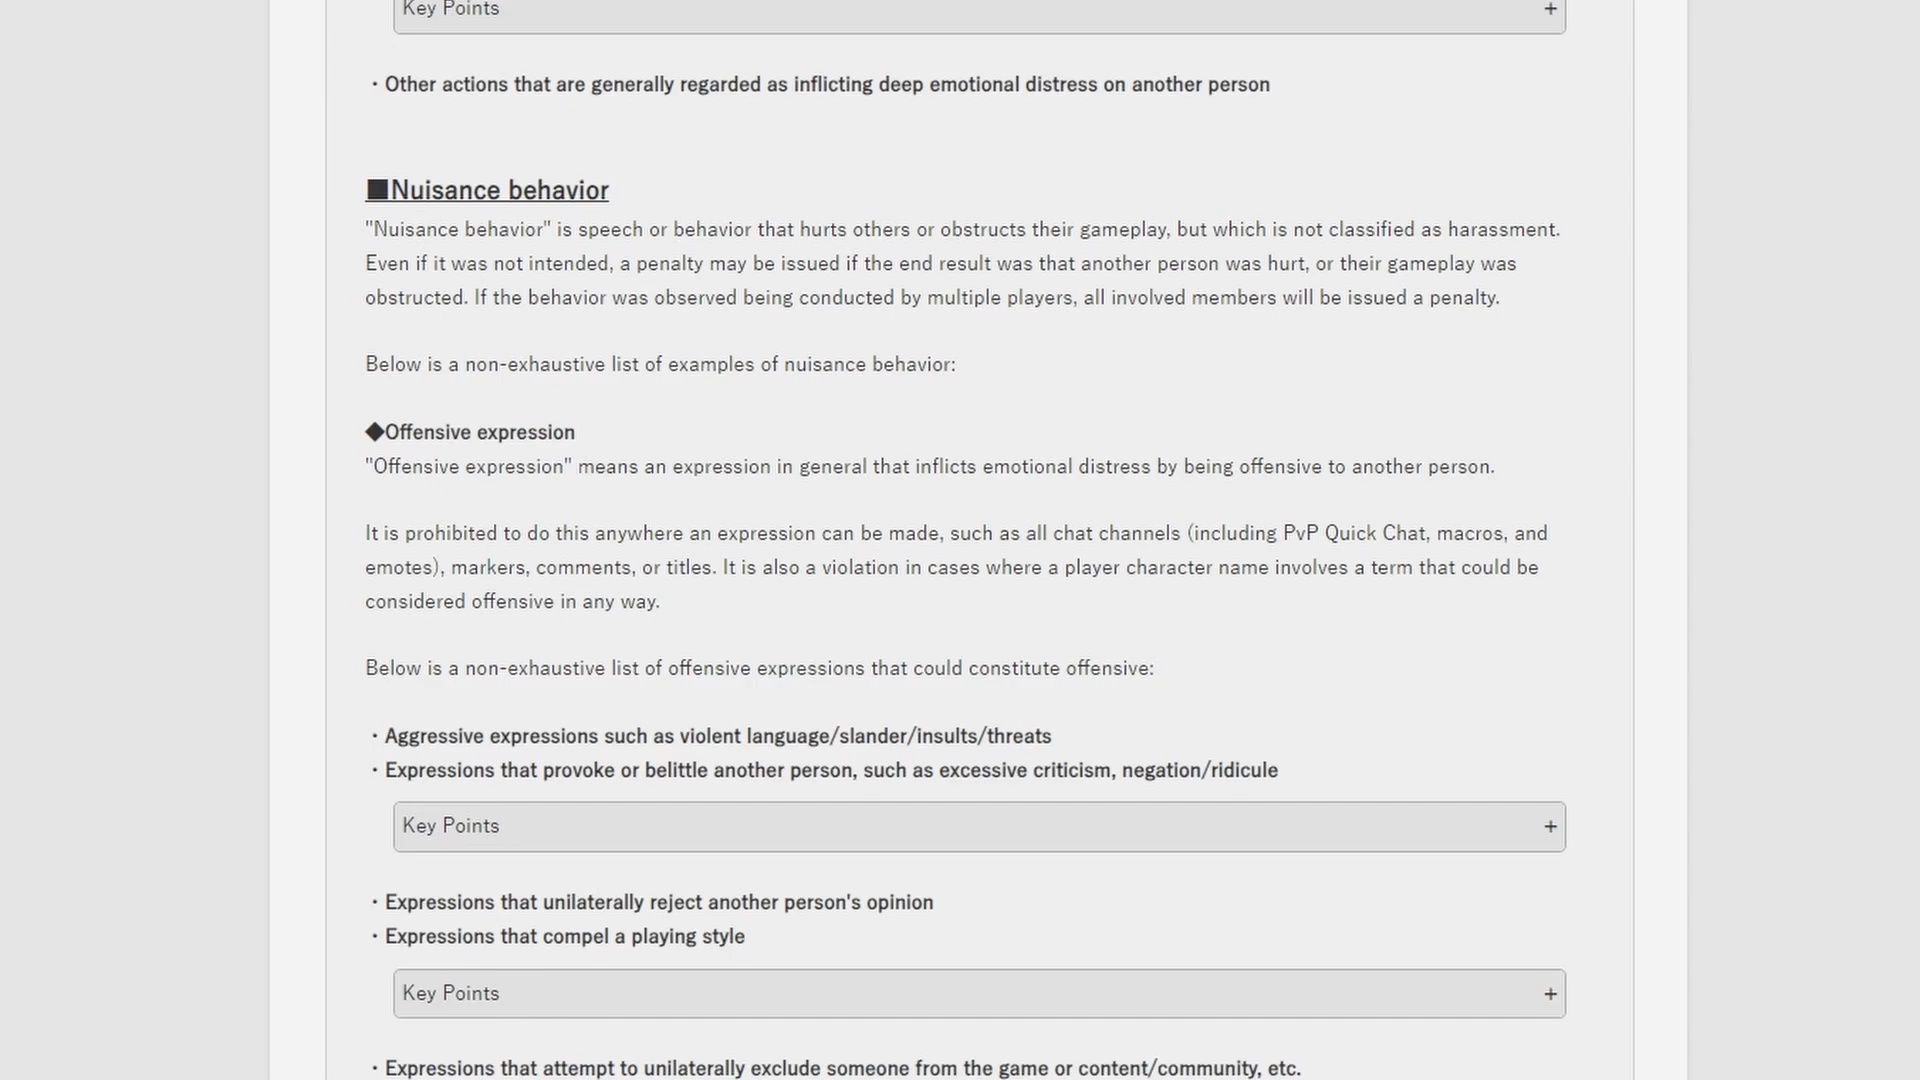 Key Points +
・Other actions that are generally regarded as inflicting deep emotional distress on another person
■Nuisance behavior
"Nuisance behavior" is speech or behavior that hurts others or obstructs their gameplay, but which is not classified as harassment.
Even if it was not intended, a penalty may be issued if the end result was that another person was hurt, or their gameplay was
obstructed. If the behavior was observed being conducted by multiple players, all involved members will be issued a penalty.
Below is a non-exhaustive list of examples of nuisance behavior:
◆Offensive expression
"Offensive expression" means an expression in general that inflicts emotional distress by being offensive to another person.
It is prohibited to do this anywhere an expression can be made, such as all chat channels (including PvP Quick Chat, macros, and
emotes), markers, comments, or titles. It is also a violation in cases where a player character name involves a term that could be
considered offensive in any way.
Below is a non-exhaustive list of offensive expressions that could constitute offensive:
・Aggressive expressions such as violent language/slander/insults/threats
・Expressions that provoke or belittle another person, such as excessive criticism, negation/ridicule
Key Points +
・Expressions that unilaterally reject another person's opinion
・Expressions that compel a playing style
Key Points +
・Expressions that attempt to unilaterally exclude someone from the game or content/community, etc.